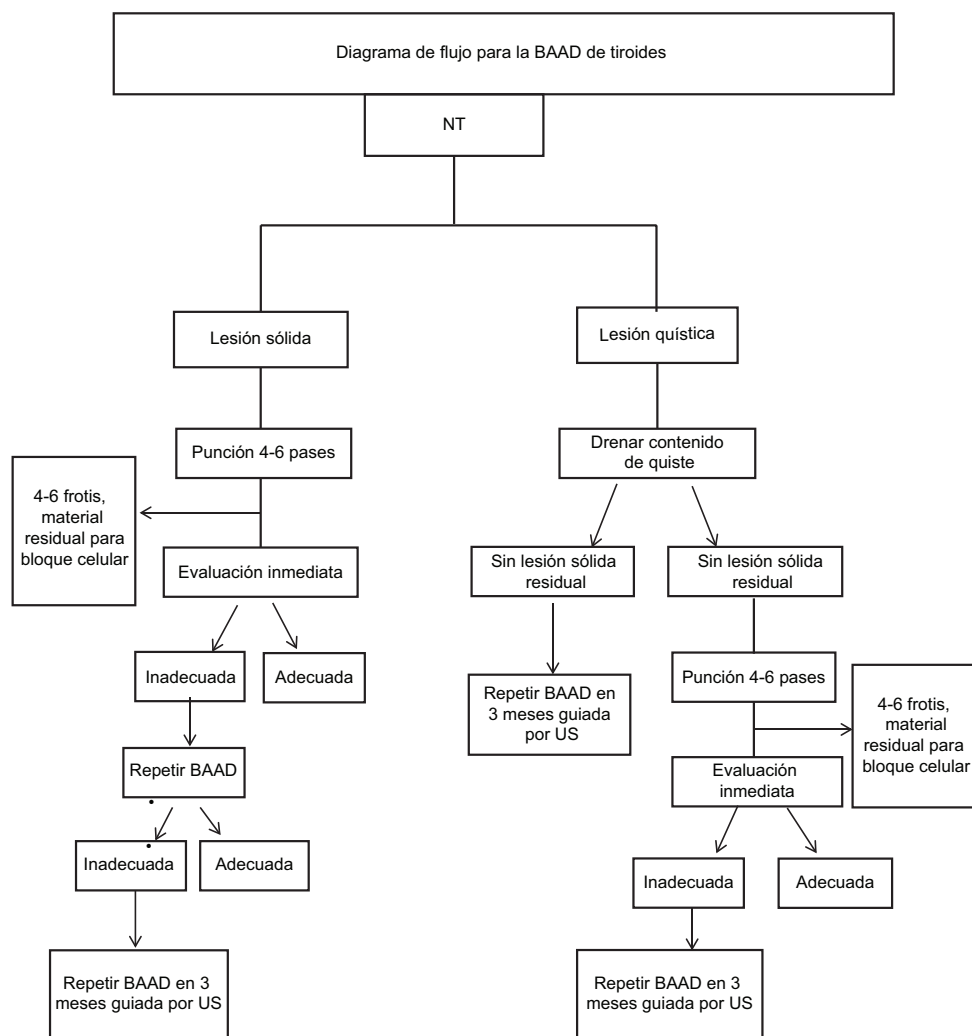 Diagrama de flujo para la BAAD de tiroides
NT
Lesión sólida
Lesión quística
Punción 4-6 pases
Drenar contenido
de quiste
4-6 frotis,
material
residual para
bloque celular
Evaluación inmediata
Sin lesión sólida
residual
Sin lesión sólida
residual
Inadecuada
Adecuada
Repetir BAAD en
3 meses guiada
por US
Punción 4-6 pases
4-6 frotis,
material
residual para
bloque celular
Repetir BAAD
Evaluación
inmediata
Inadecuada
Adecuada
Inadecuada
Adecuada
Repetir BAAD en 3
meses guiada por US
Repetir BAAD en 3
meses guiada por US